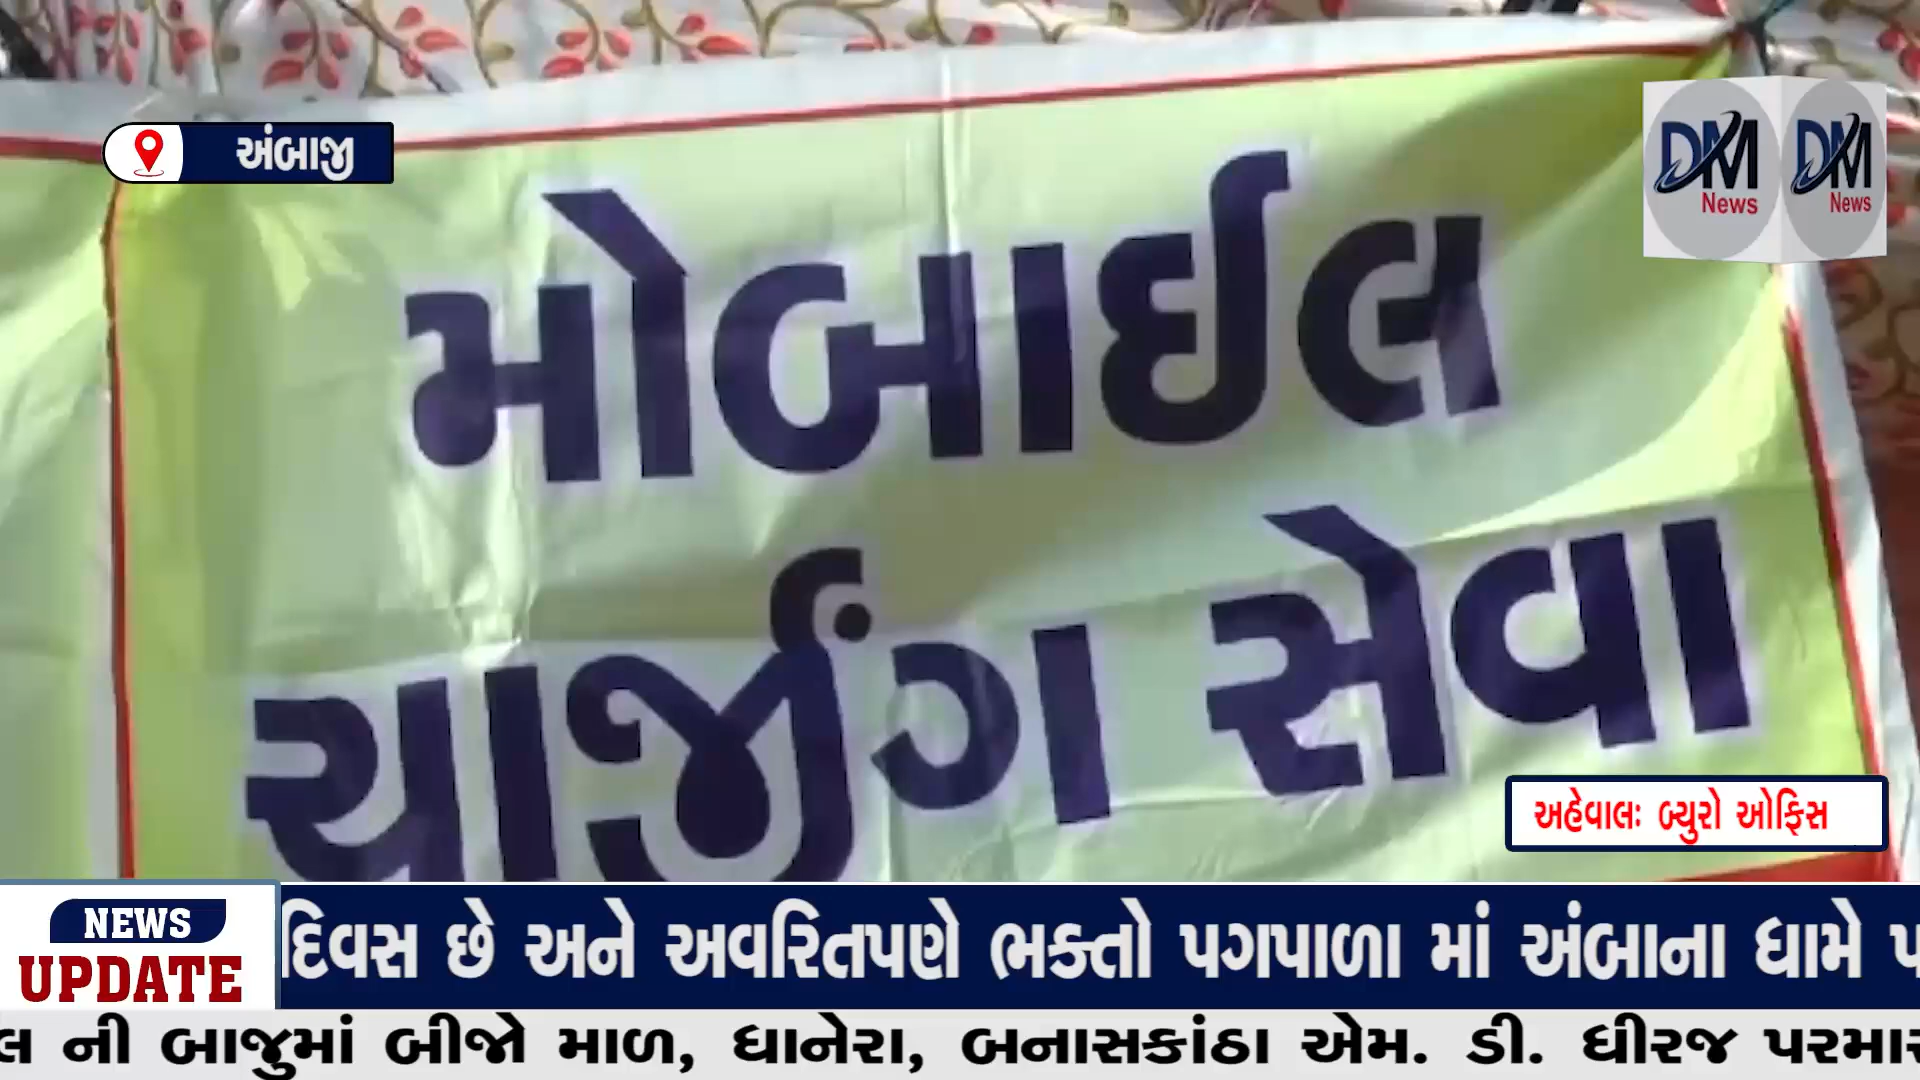 અંબાજી
DM News
DM News
મોબાઈલ
ચાર્જીંગ સેવા
અહેવાલઃ બ્યુરો ઓફિસ
NEWS
UPDATE
દિવસ છે અને અવરિતપણે ભક્તો પગપાળા માં અંબાના ધામે પ
લ ની બાજુમાં બીજો માળ, ધાનેરા, બનાસકાંઠા એમ. ડી. ધીરજ પરમાર